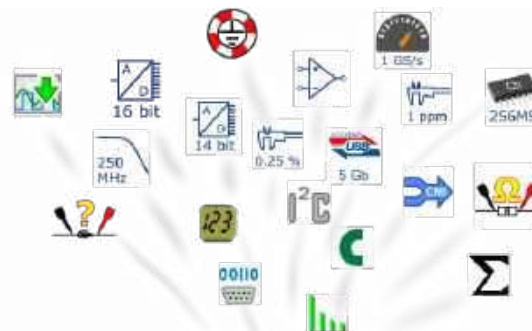 1 GS/s
A
D
16 bit
1 ppm
256MS
A
D
14 bit
0.25 %
USB
5 Gb
250
MHz
I²C
CMI
Ω
?
123
C
00110
Σ